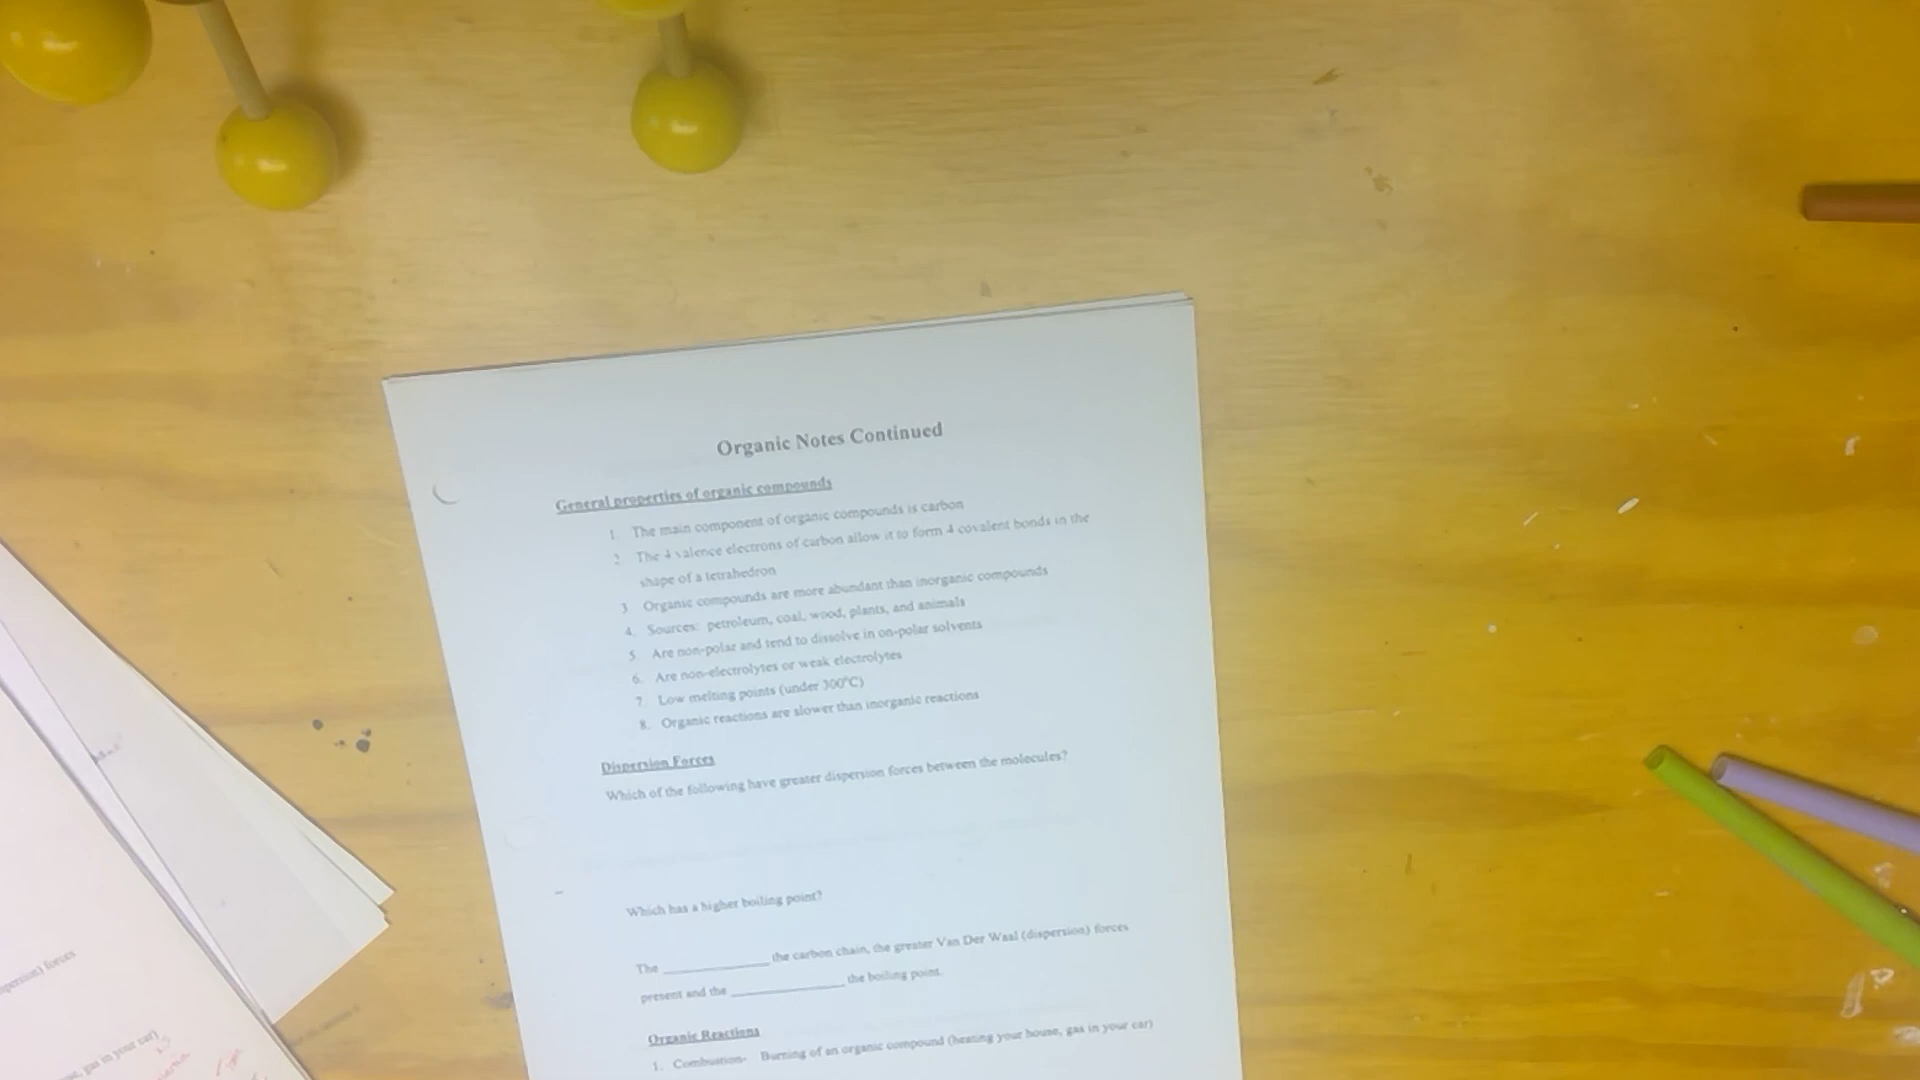 Organic Notes Continued
General properties of organic compounds
1. The main component of organic compounds is carbon
2. The 4 valence electrons of carbon allow it to form 4 covalent bonds in the
shape of a tetrahedron
3. Organic compounds are more abundant than inorganic compounds
4. Sources: petroleum, coal, wood, plants, and animals
5. Are non-polar and tend to dissolve in on-polar solvents
6. Are non-electrolytes or weak electrolytes
7. Low melting points (under 300°C)
8. Organic reactions are slower than inorganic reactions
Dispersion Forces
Which of the following have greater dispersion forces between the molecules?
Which has a higher boiling point?
The ____________ the carbon chain, the greater Van Der Waal (dispersion) forces
present and the ____________ the boiling point.
Organic Reactions
1. Combustion- Burning of an organic compound (heating your house, gas in your car)
forces
gas in your car)